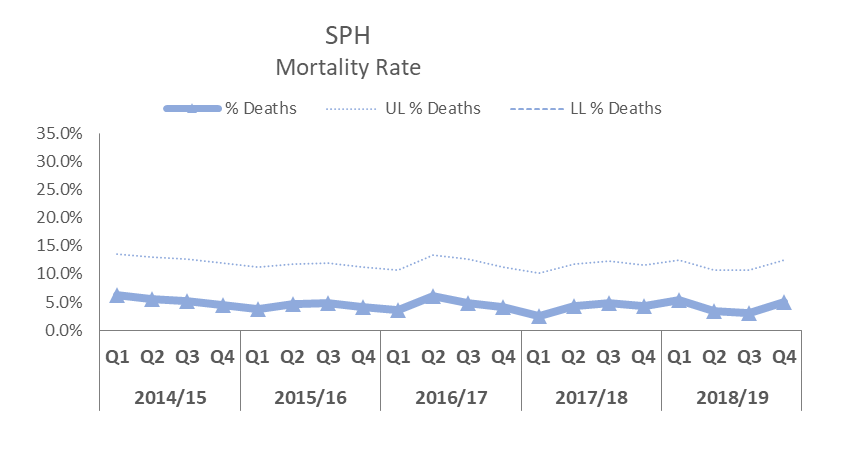 SPH
Mortality Rate
% Deaths UL % Deaths LL % Deaths
35.0%
30.0%
25.0%
20.0%
15.0%
10.0%
5.0%
0.0%
Q1 Q2 Q3 Q4 Q1 Q2 Q3 Q4 Q1 Q2 Q3 Q4 Q1 Q2 Q3 Q4 Q1 Q2 Q3 Q4
2014/15 2015/16 2016/17 2017/18 2018/19